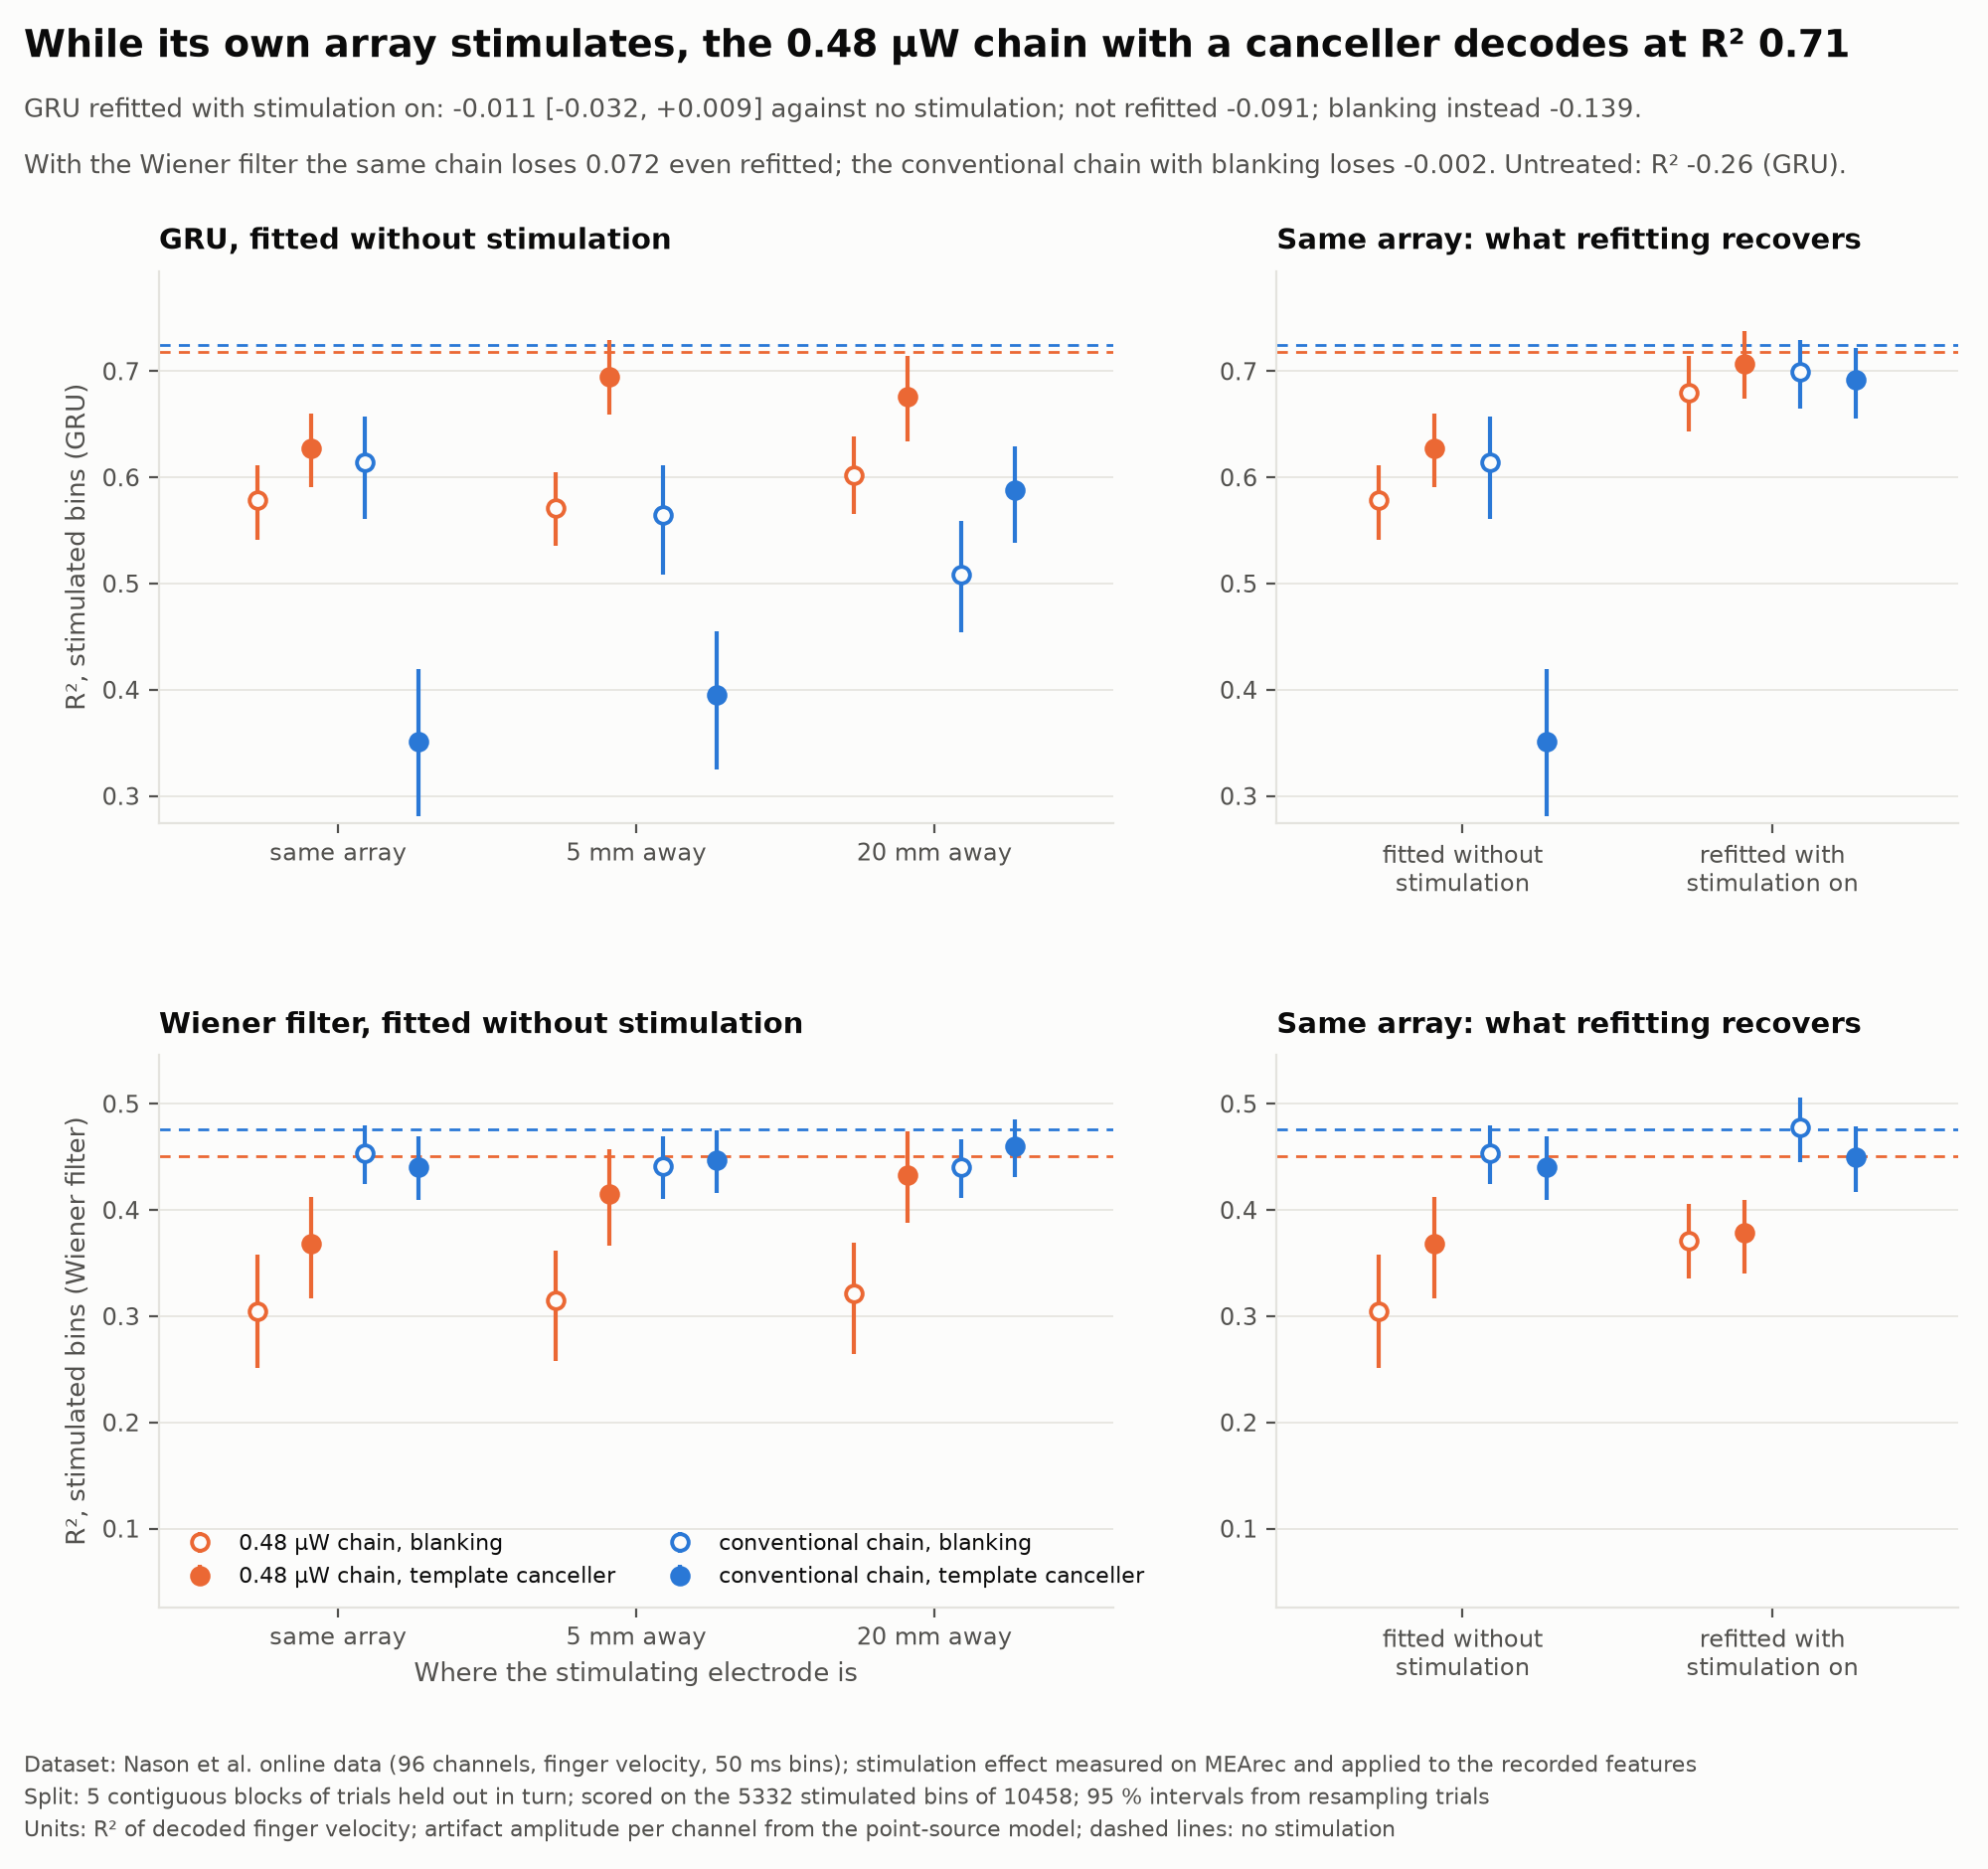 While its own array stimulates, the 0.48 µW chain with a canceller decodes at R² 0.71
GRU refitted with stimulation on: -0.011 [-0.032, +0.009] against no stimulation; not refitted -0.091; blanking instead -0.139.
With the Wiener filter the same chain loses 0.072 even refitted; the conventional chain with blanking loses -0.002. Untreated: R² -0.26 (GRU).
GRU, fitted without stimulation
R², stimulated bins (GRU)
0.7
0.6
0.5
0.4
0.3
same array
5 mm away
20 mm away
Same array: what refitting recovers
0.7
0.6
0.5
0.4
0.3
fitted without
stimulation
refitted with
stimulation on
Wiener filter, fitted without stimulation
R², stimulated bins (Wiener filter)
0.5
0.4
0.3
0.2
0.1
0.48 µW chain, blanking
0.48 µW chain, template canceller
conventional chain, blanking
conventional chain, template canceller
same array
5 mm away
20 mm away
Where the stimulating electrode is
Same array: what refitting recovers
0.5
0.4
0.3
0.2
0.1
fitted without
stimulation
refitted with
stimulation on
Dataset: Nason et al. online data (96 channels, finger velocity, 50 ms bins); stimulation effect measured on MEArec and applied to the recorded features
Split: 5 contiguous blocks of trials held out in turn; scored on the 5332 stimulated bins of 10458; 95 % intervals from resampling trials
Units: R² of decoded finger velocity; artifact amplitude per channel from the point-source model; dashed lines: no stimulation